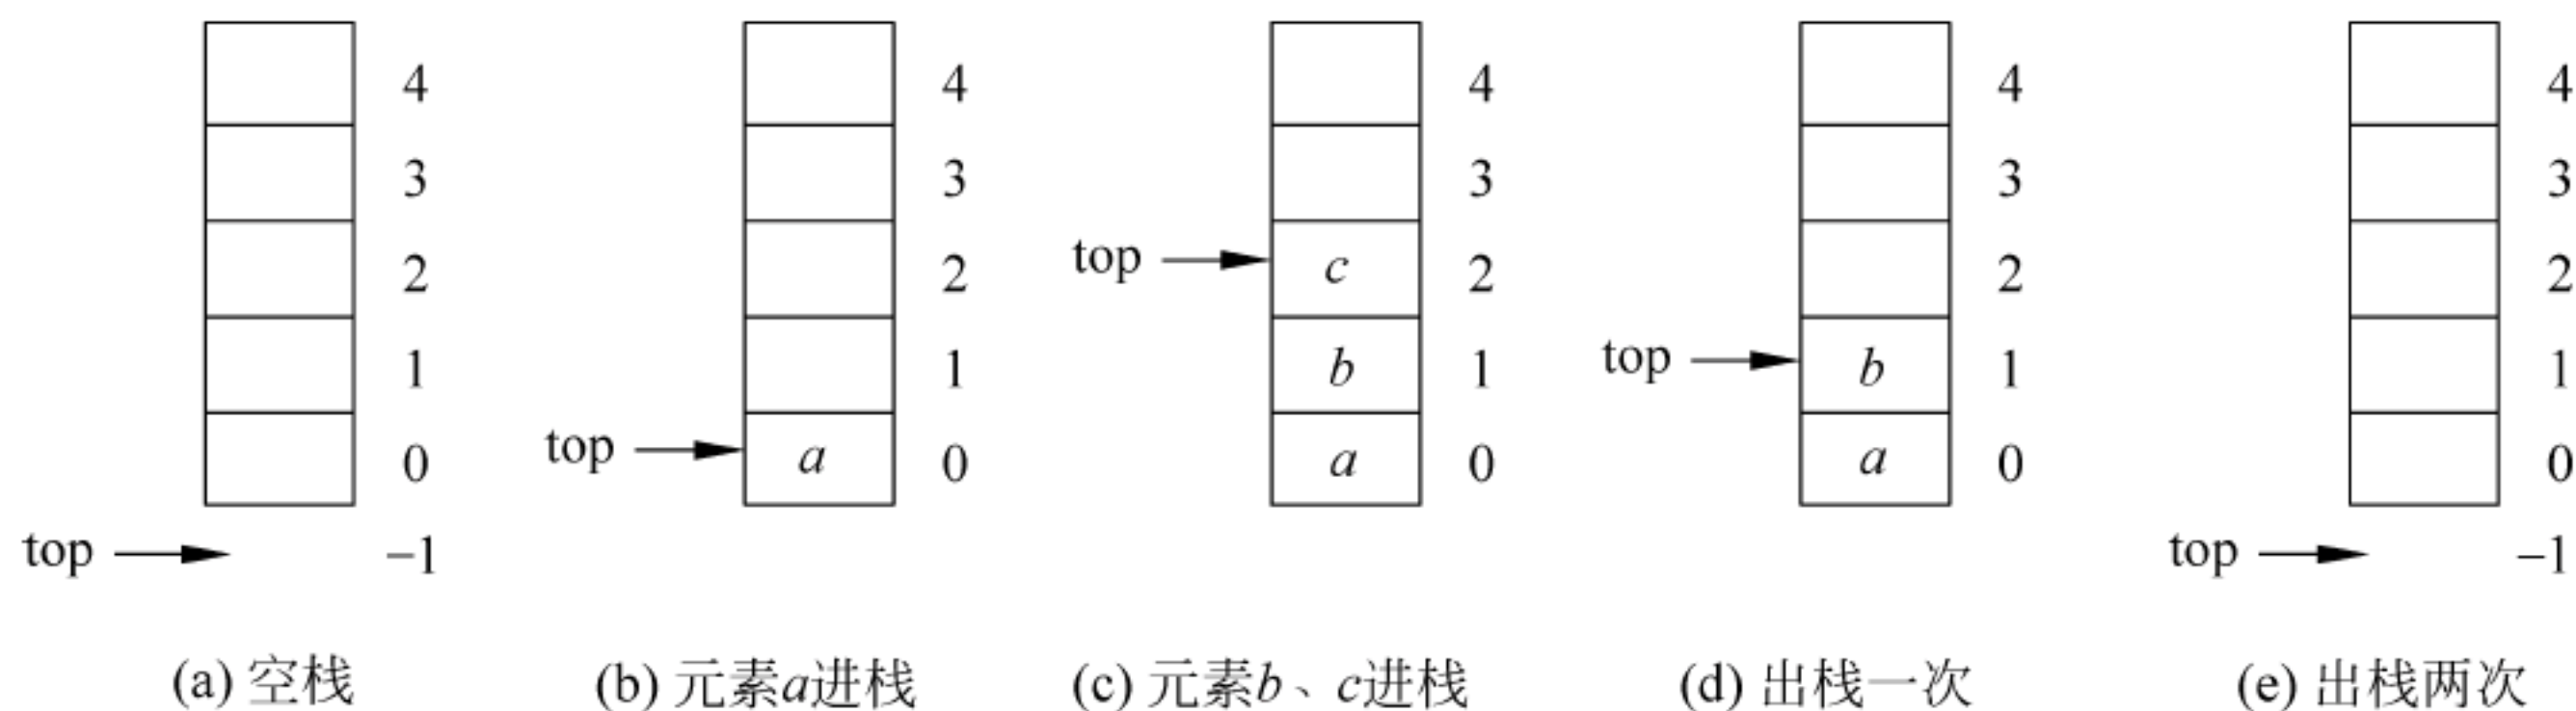 4 4 4 4 4
3 3 3 3 3
top c
2 2 2 2 2
top b b
1 1 1 1 1
top a a a
0 0 0 0 0
top −1 top −1
(a) 空栈 (b) 元素a进栈 (c) 元素b、c进栈 (d) 出栈一次 (e) 出栈两次